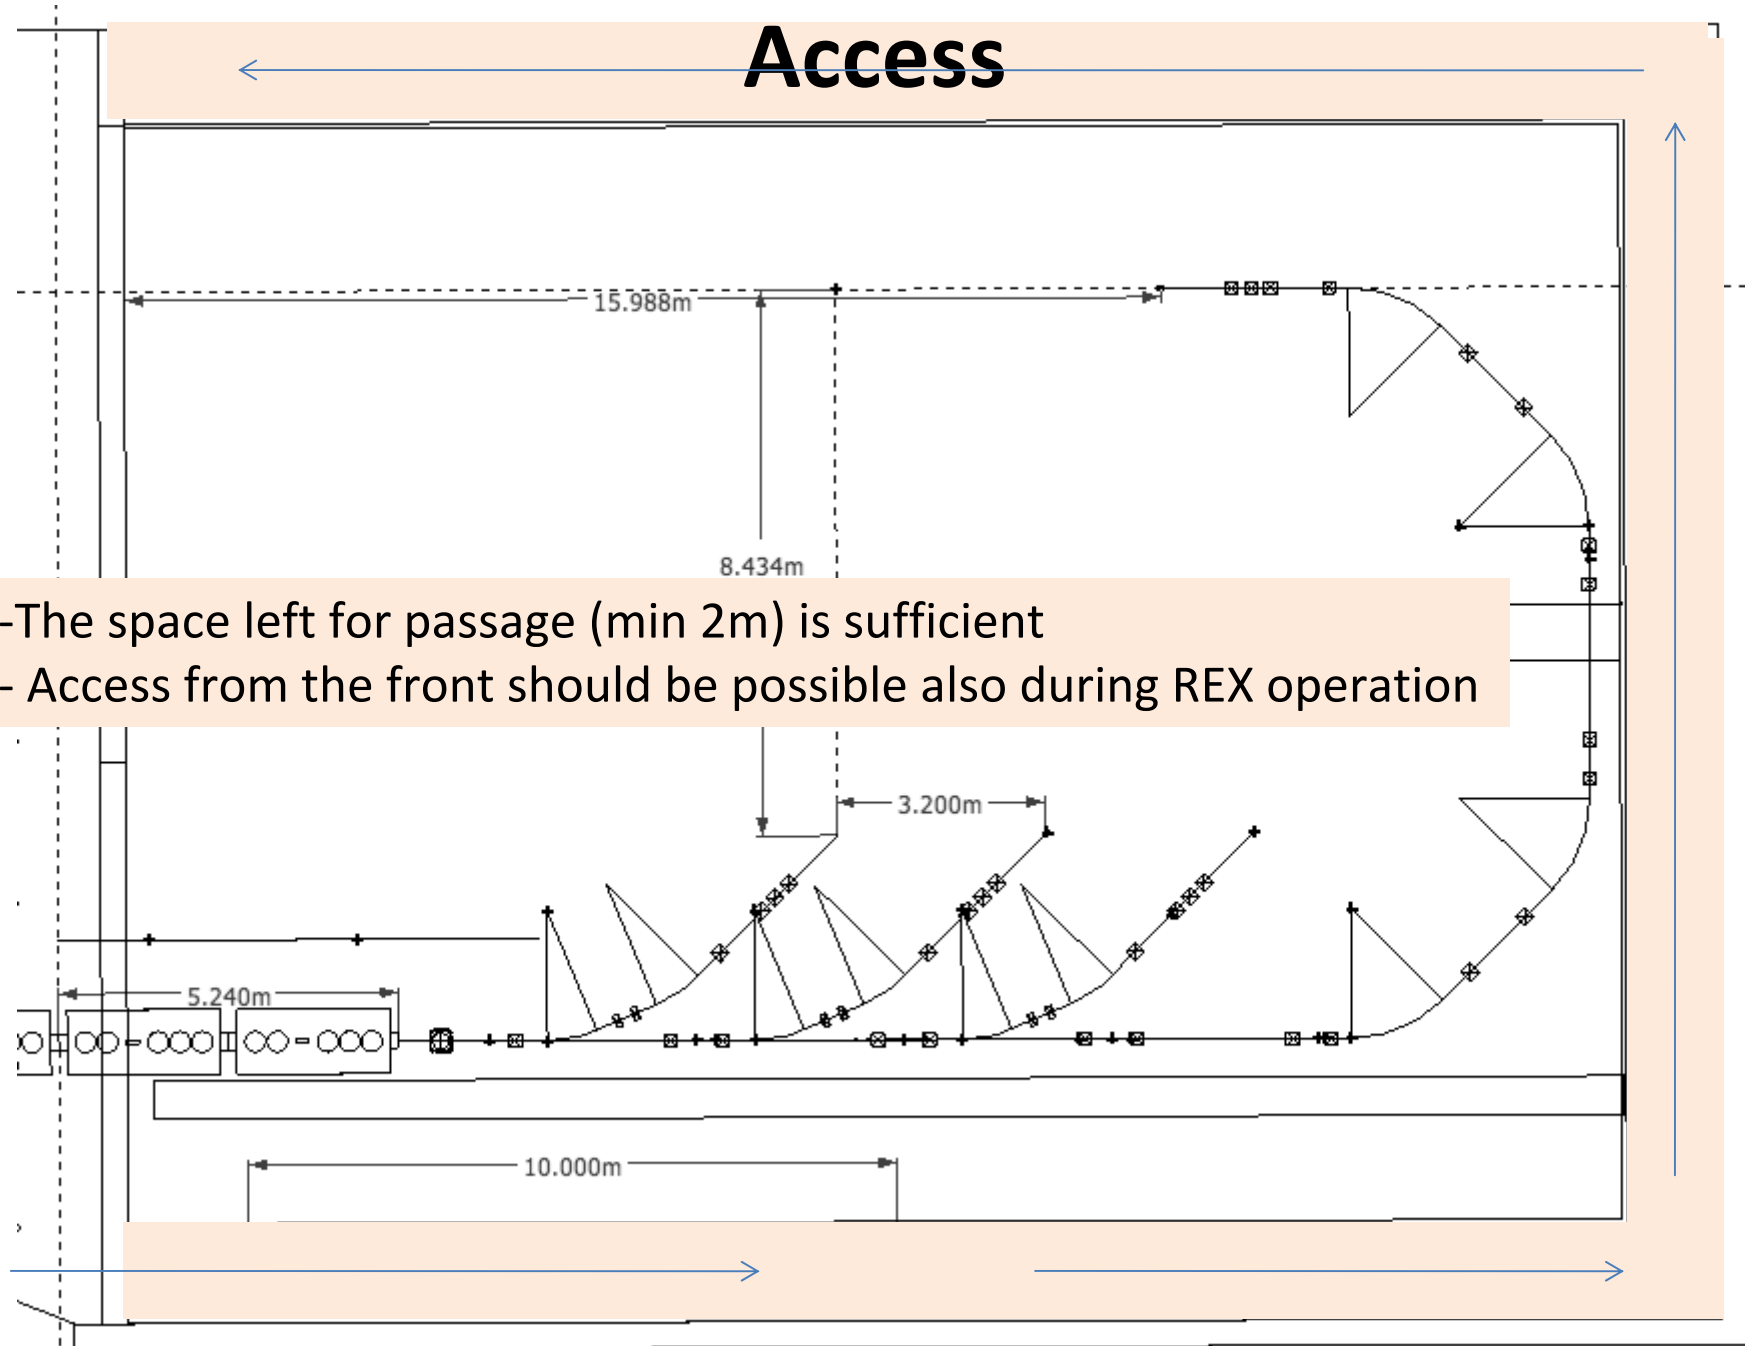 Access
15.988m
8.434m
-The space left for passage (min 2m) is sufficient
- Access from the front should be possible also during REX operation
3.200m
5.240m
10.000m